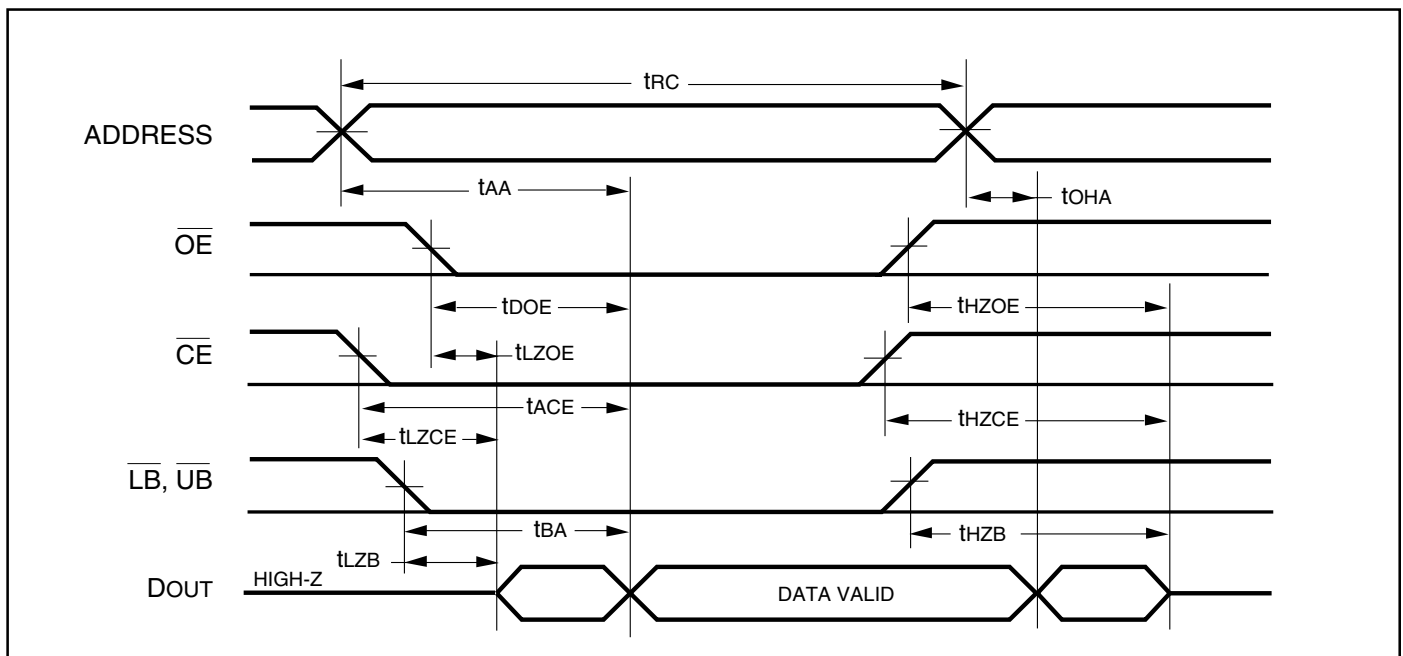 tRC
ADDRESS
tAA
tOHA
OE
tDOE
tHZOE
CE
tLZOE
tACE
tHZCE
tLZCE
LB, UB
tBA
tHZB
tLZB
DOUT
HIGH-Z
DATA VALID